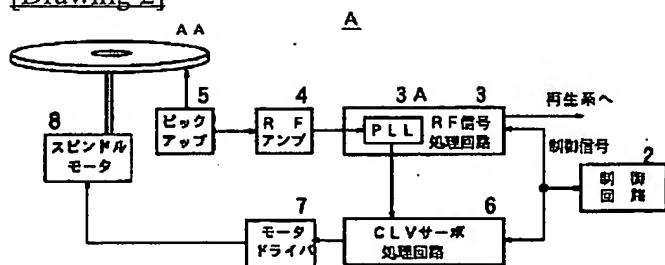 [Drawing 2]
A
A A
8
スピンドル
モータ
5
ピック
アップ
4
R F
アンプ
3 A
3
PLL
RF信号
処理回路
再生系へ
制御信号
2
制 御
回 路
7
モータ
ドライバ
6
CLVサーボ
処理回路